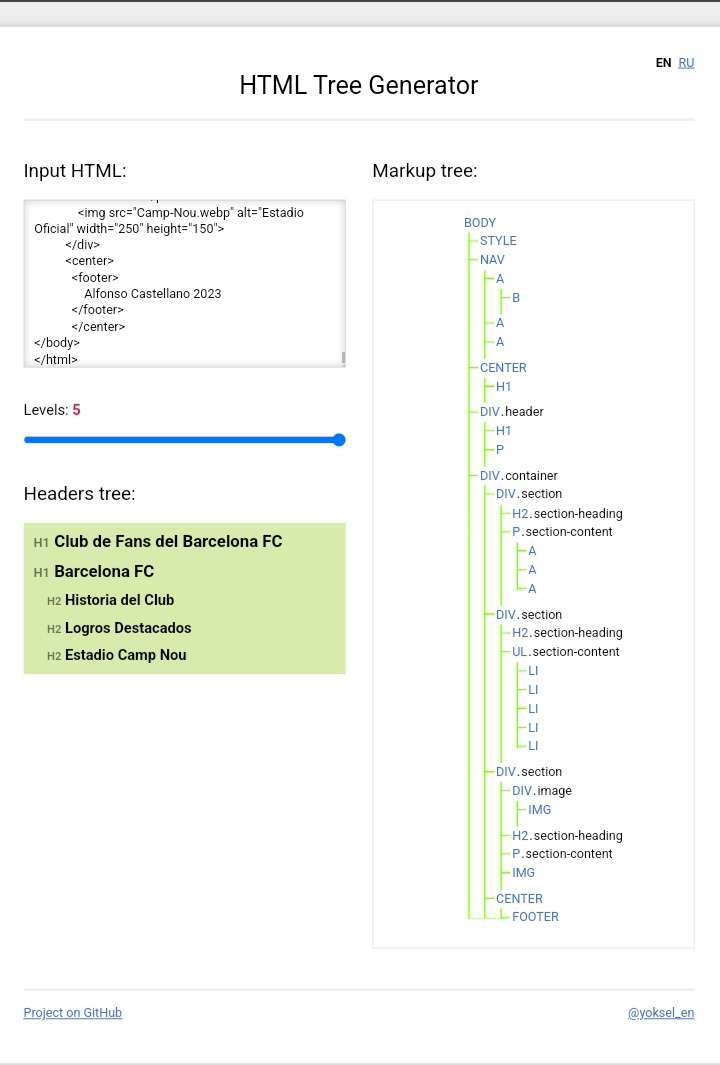 EN RU
HTML Tree Generator
Input HTML:
<img src="Camp-Nou.webp" alt="Estadio
Oficial" width="250" height="150">
</div>
<center>
<footer>
Alfonso Castellano 2023
</footer>
</center>
</body>
</html>
Levels: 5
Headers tree:
H1 Club de Fans del Barcelona FC
H1 Barcelona FC
H2 Historia del Club
H2 Logros Destacados
H2 Estadio Camp Nou
Markup tree:
BODY
STYLE
NAV
A
B
A
A
CENTER
H1
DIV.header
H1
P
DIV.container
DIV.section
H2.section-heading
P.section-content
A
A
A
DIV.section
H2.section-heading
UL.section-content
LI
LI
LI
LI
LI
DIV.section
DIV.image
IMG
H2.section-heading
P.section-content
IMG
CENTER
FOOTER
Project on GitHub
@yoksel_en